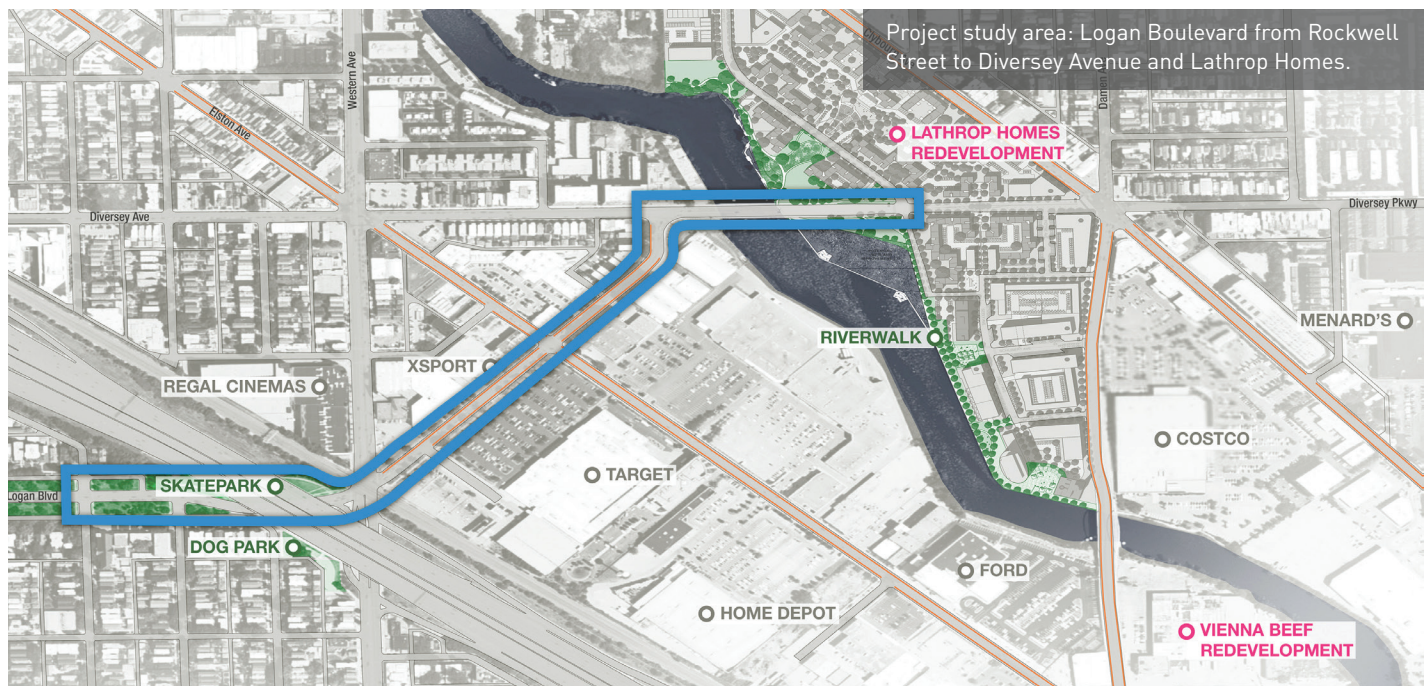 Project study area: Logan Boulevard from Rockwell
Street to Diversey Avenue and Lathrop Homes.
Western Ave
Elston Ave
LATHROP HOMES
REDEVELOPMENT
Diversey Ave
Diversey Pkwy
MENARD'S
RIVERWALK
XSPORT
REGAL CINEMAS
COSTCO
TARGET
SKATEPARK
Logan Blvd
DOG PARK
FORD
HOME DEPOT
VIENNA BEEF
REDEVELOPMENT